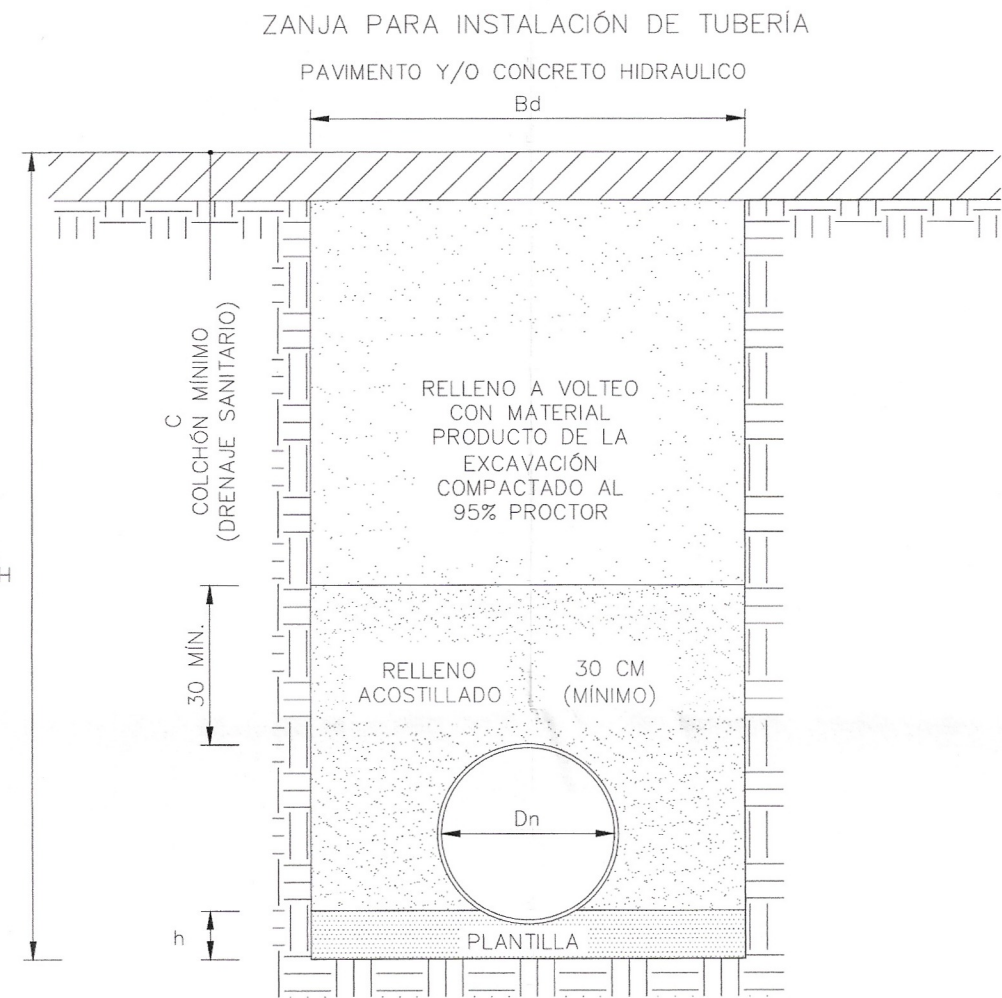 ZANJA PARA INSTALACIÓN DE TUBERÍA
PAVIMENTO Y/O CONCRETO HIDRAULICO
Bd
C
COLCHÓN MÍNIMO
(DRENAJE SANITARIO)
RELLENO A VOLTEO
CON MATERIAL
PRODUCTO DE LA
EXCAVACIÓN
COMPACTADO AL
95% PROCTOR
H
30 MÍN.
RELLENO
ACOSTILLADO
30 CM
(MÍNIMO)
Dn
h
PLANTILLA